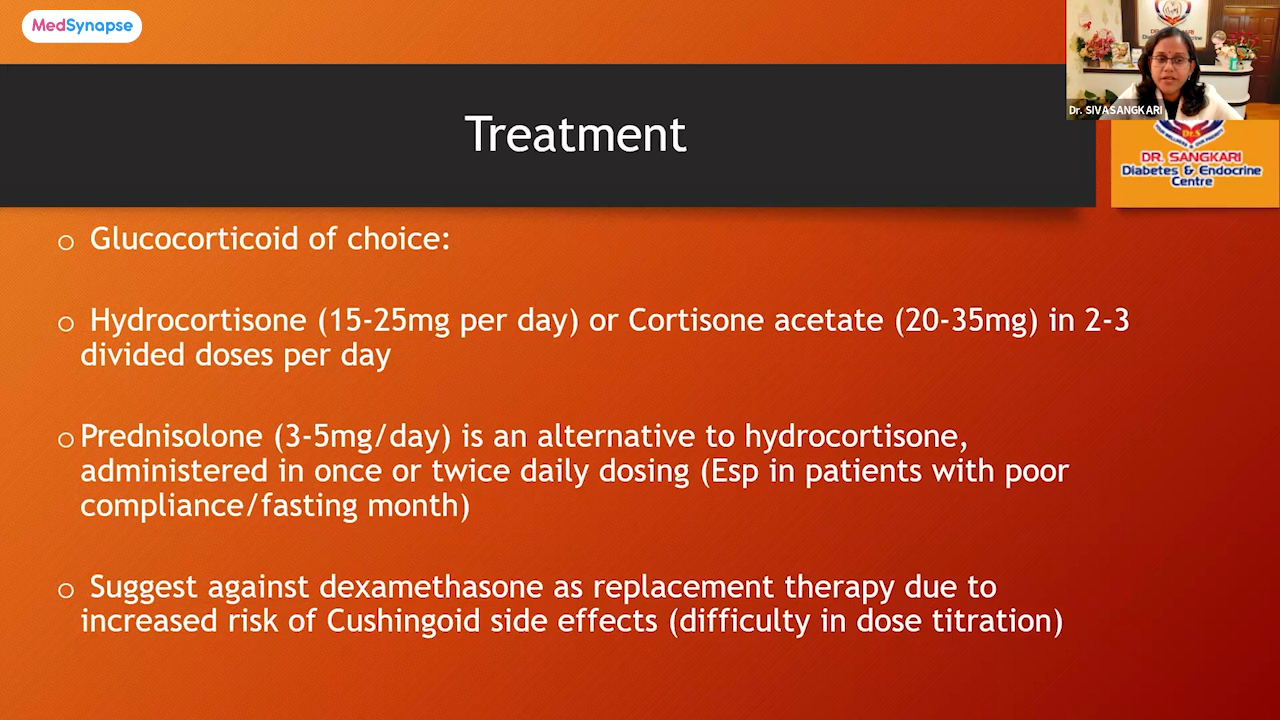 MedSynapse
Dr. SIVASANGKARI
Treatment
Dr.S
DR. SANGKARI
Diabetes & Endocrine
Centre
o Glucocorticoid of choice:
o Hydrocortisone (15-25mg per day) or Cortisone acetate (20-35mg) in 2-3
divided doses per day
o Prednisolone (3-5mg/day) is an alternative to hydrocortisone,
administered in once or twice daily dosing (Esp in patients with poor
compliance/fasting month)
o Suggest against dexamethasone as replacement therapy due to
increased risk of Cushingoid side effects (difficulty in dose titration)